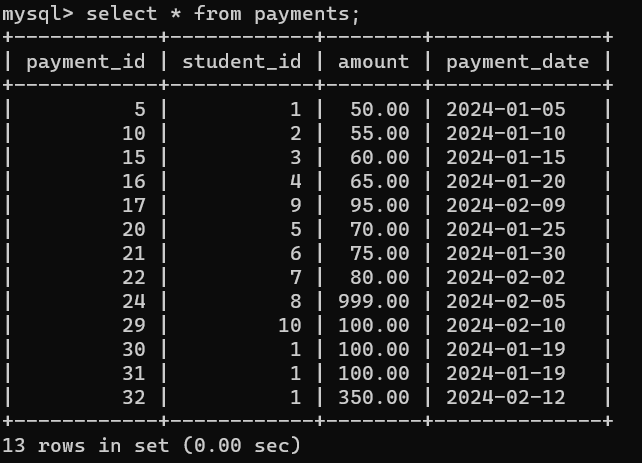 mysql> select * from payments;
+------------+------------+--------+--------------+
| payment_id | student_id | amount | payment_date |
+------------+------------+--------+--------------+
|          5 |          1 |  50.00 | 2024-01-05   |
|         10 |          2 |  55.00 | 2024-01-10   |
|         15 |          3 |  60.00 | 2024-01-15   |
|         16 |          4 |  65.00 | 2024-01-20   |
|         17 |          9 |  95.00 | 2024-02-09   |
|         20 |          5 |  70.00 | 2024-01-25   |
|         21 |          6 |  75.00 | 2024-01-30   |
|         22 |          7 |  80.00 | 2024-02-02   |
|         24 |          8 | 999.00 | 2024-02-05   |
|         29 |         10 | 100.00 | 2024-02-10   |
|         30 |          1 | 100.00 | 2024-01-19   |
|         31 |          1 | 100.00 | 2024-01-19   |
|         32 |          1 | 350.00 | 2024-02-12   |
+------------+------------+--------+--------------+
13 rows in set (0.00 sec)